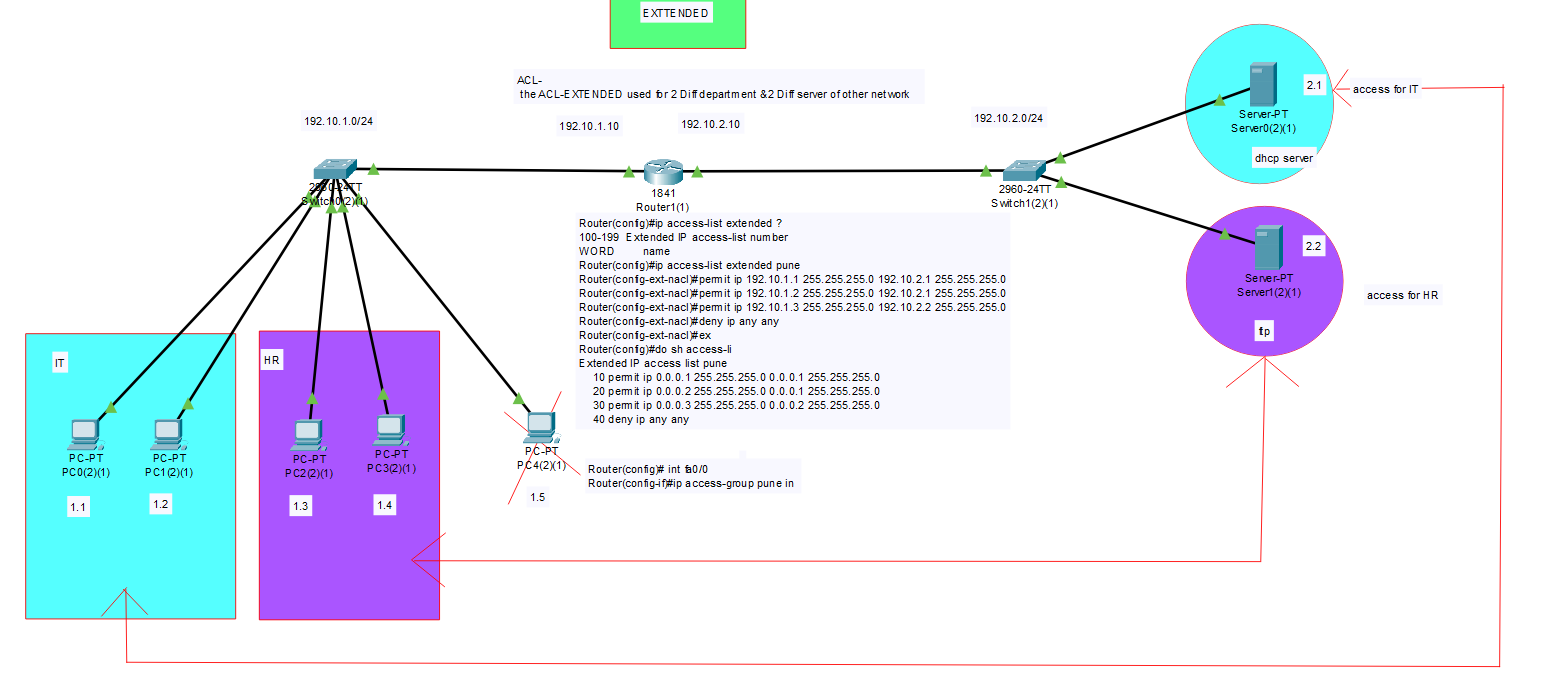 EXTTENDED
ACL-
the ACL-EXTENDED used for 2 Diff department &2 Diff server of other network
192.10.1.0/24
192.10.1.10
192.10.2.10
192.10.2.0/24
2.1
access for IT
Server-PT
Server0(2)(1)
dhcp server
2960-24TT
Switch0(2)(1)
1841
Router1(1)
2960-24TT
Switch1(2)(1)
Router(config)#ip access-list extended ?
100-199 Extended IP access-list number
WORD name
Router(config)#ip access-list extended pune
Router(config-ext-nacl)#permit ip 192.10.1.1 255.255.255.0 192.10.2.1 255.255.255.0
Router(config-ext-nacl)#permit ip 192.10.1.2 255.255.255.0 192.10.2.1 255.255.255.0
Router(config-ext-nacl)#permit ip 192.10.1.3 255.255.255.0 192.10.2.2 255.255.255.0
Router(config-ext-nacl)#deny ip any any
Router(config-ext-nacl)#ex
Router(config)#do sh access-li
Extended IP access list pune
10 permit ip 0.0.0.1 255.255.255.0 0.0.0.1 255.255.255.0
20 permit ip 0.0.0.2 255.255.255.0 0.0.0.1 255.255.255.0
30 permit ip 0.0.0.3 255.255.255.0 0.0.0.2 255.255.255.0
40 deny ip any any
2.2
Server-PT
Server1(2)(1)
access for HR
ftp
IT
HR
PC-PT
PC0(2)(1)
1.1
PC-PT
PC1(2)(1)
1.2
PC-PT
PC2(2)(1)
1.3
PC-PT
PC3(2)(1)
1.4
PC-PT
PC4(2)(1)
1.5
Router(config)# int fa0/0
Router(config-if)#ip access-group pune in